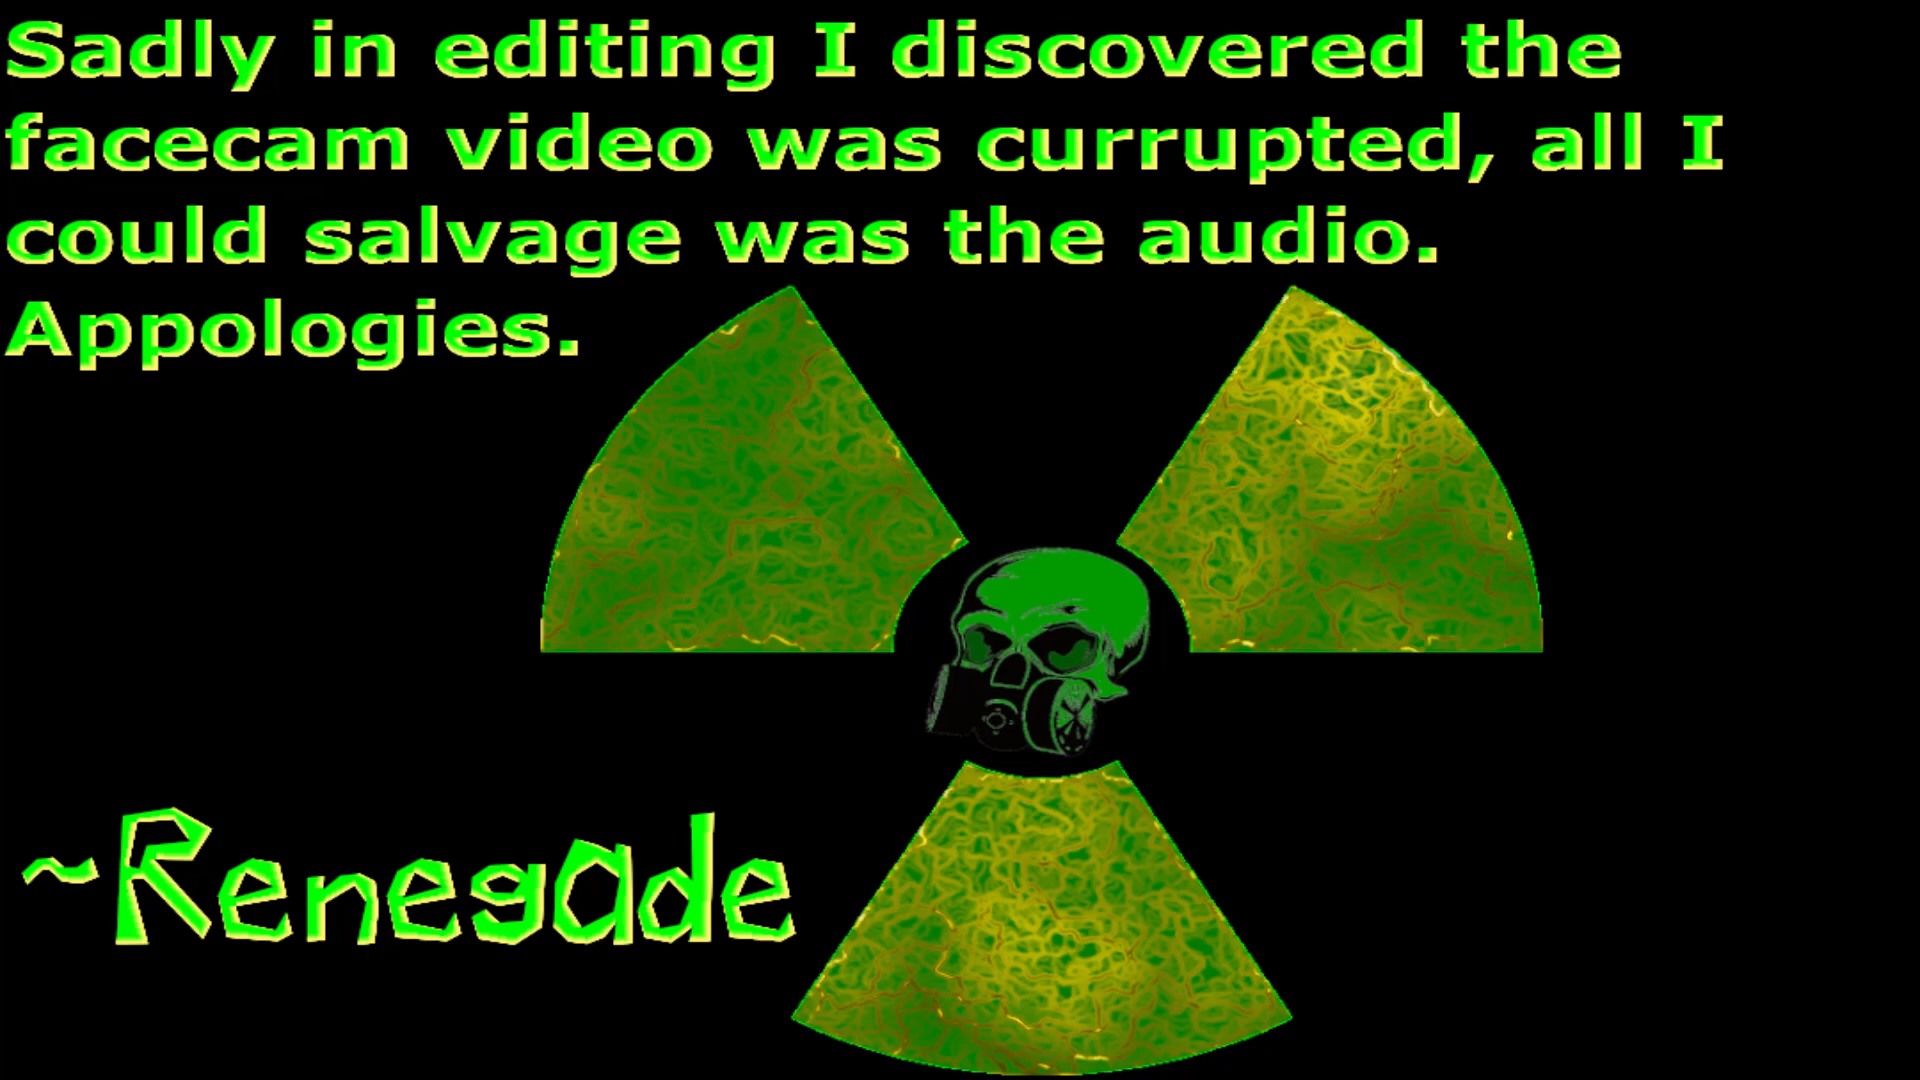 Sadly in editing I discovered the
facecam video was currupted, all I
could salvage was the audio.
Appologies.
~Renegade